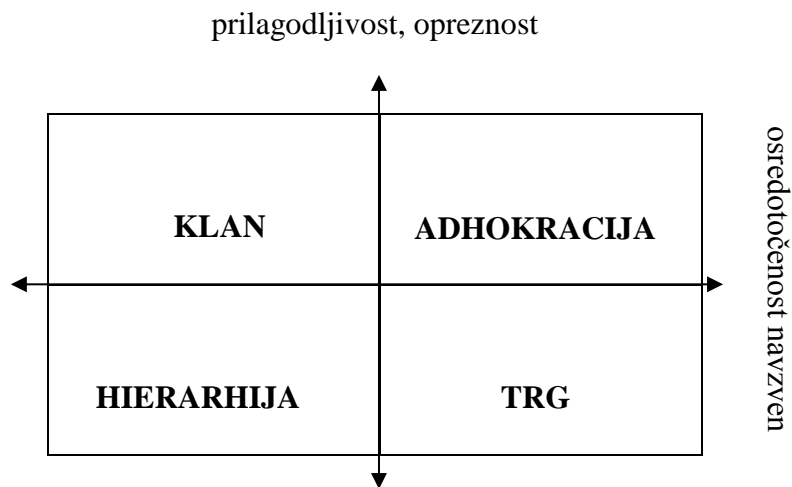 prilagodljivost, opreznost
KLAN
ADHOKRACIJA
osredotočenost navzven
HIERARHIJA
TRG